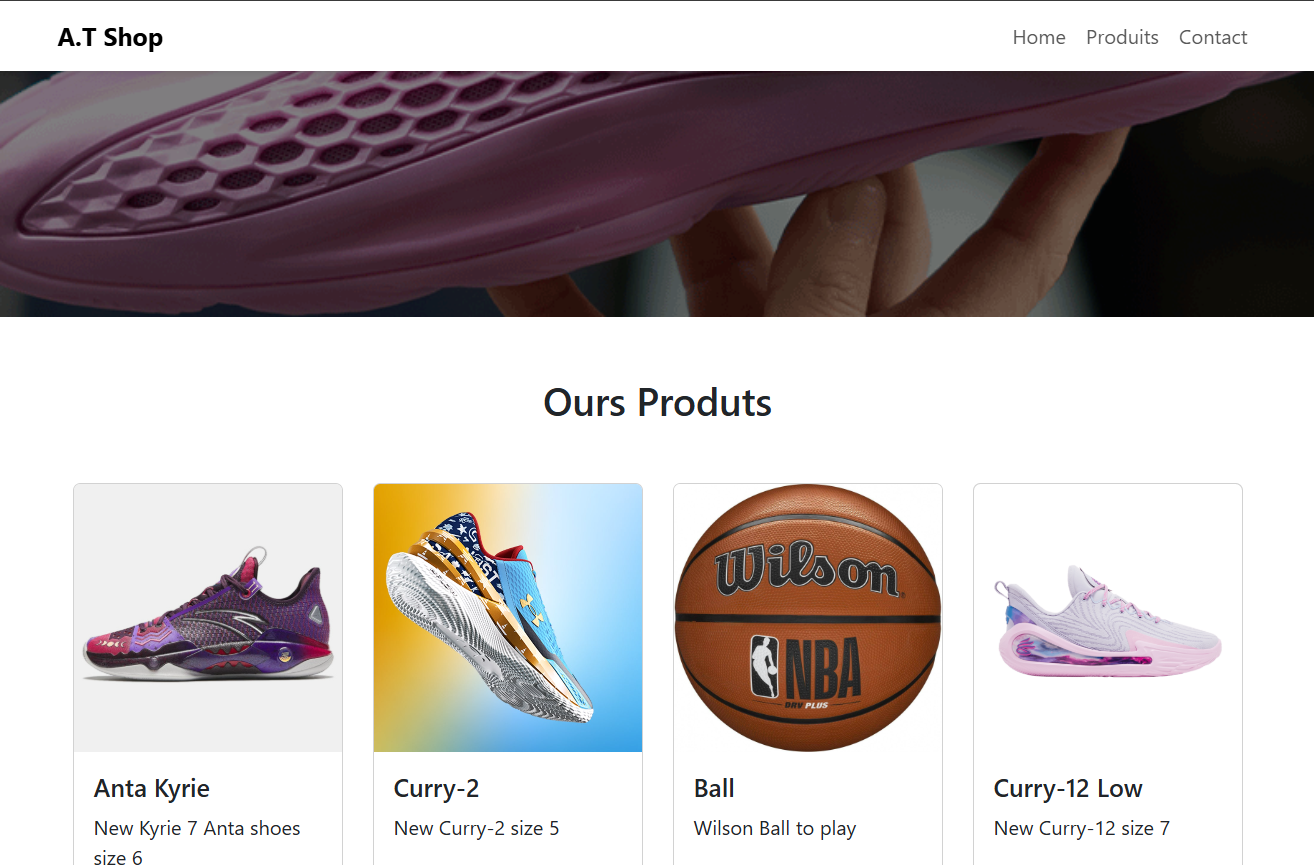 A.T Shop
Home Produits Contact
Ours Produts
Wilson
NBA
DRV PLUS
Anta Kyrie
New Kyrie 7 Anta shoes
size 6
Curry-2
New Curry-2 size 5
Ball
Wilson Ball to play
Curry-12 Low
New Curry-12 size 7